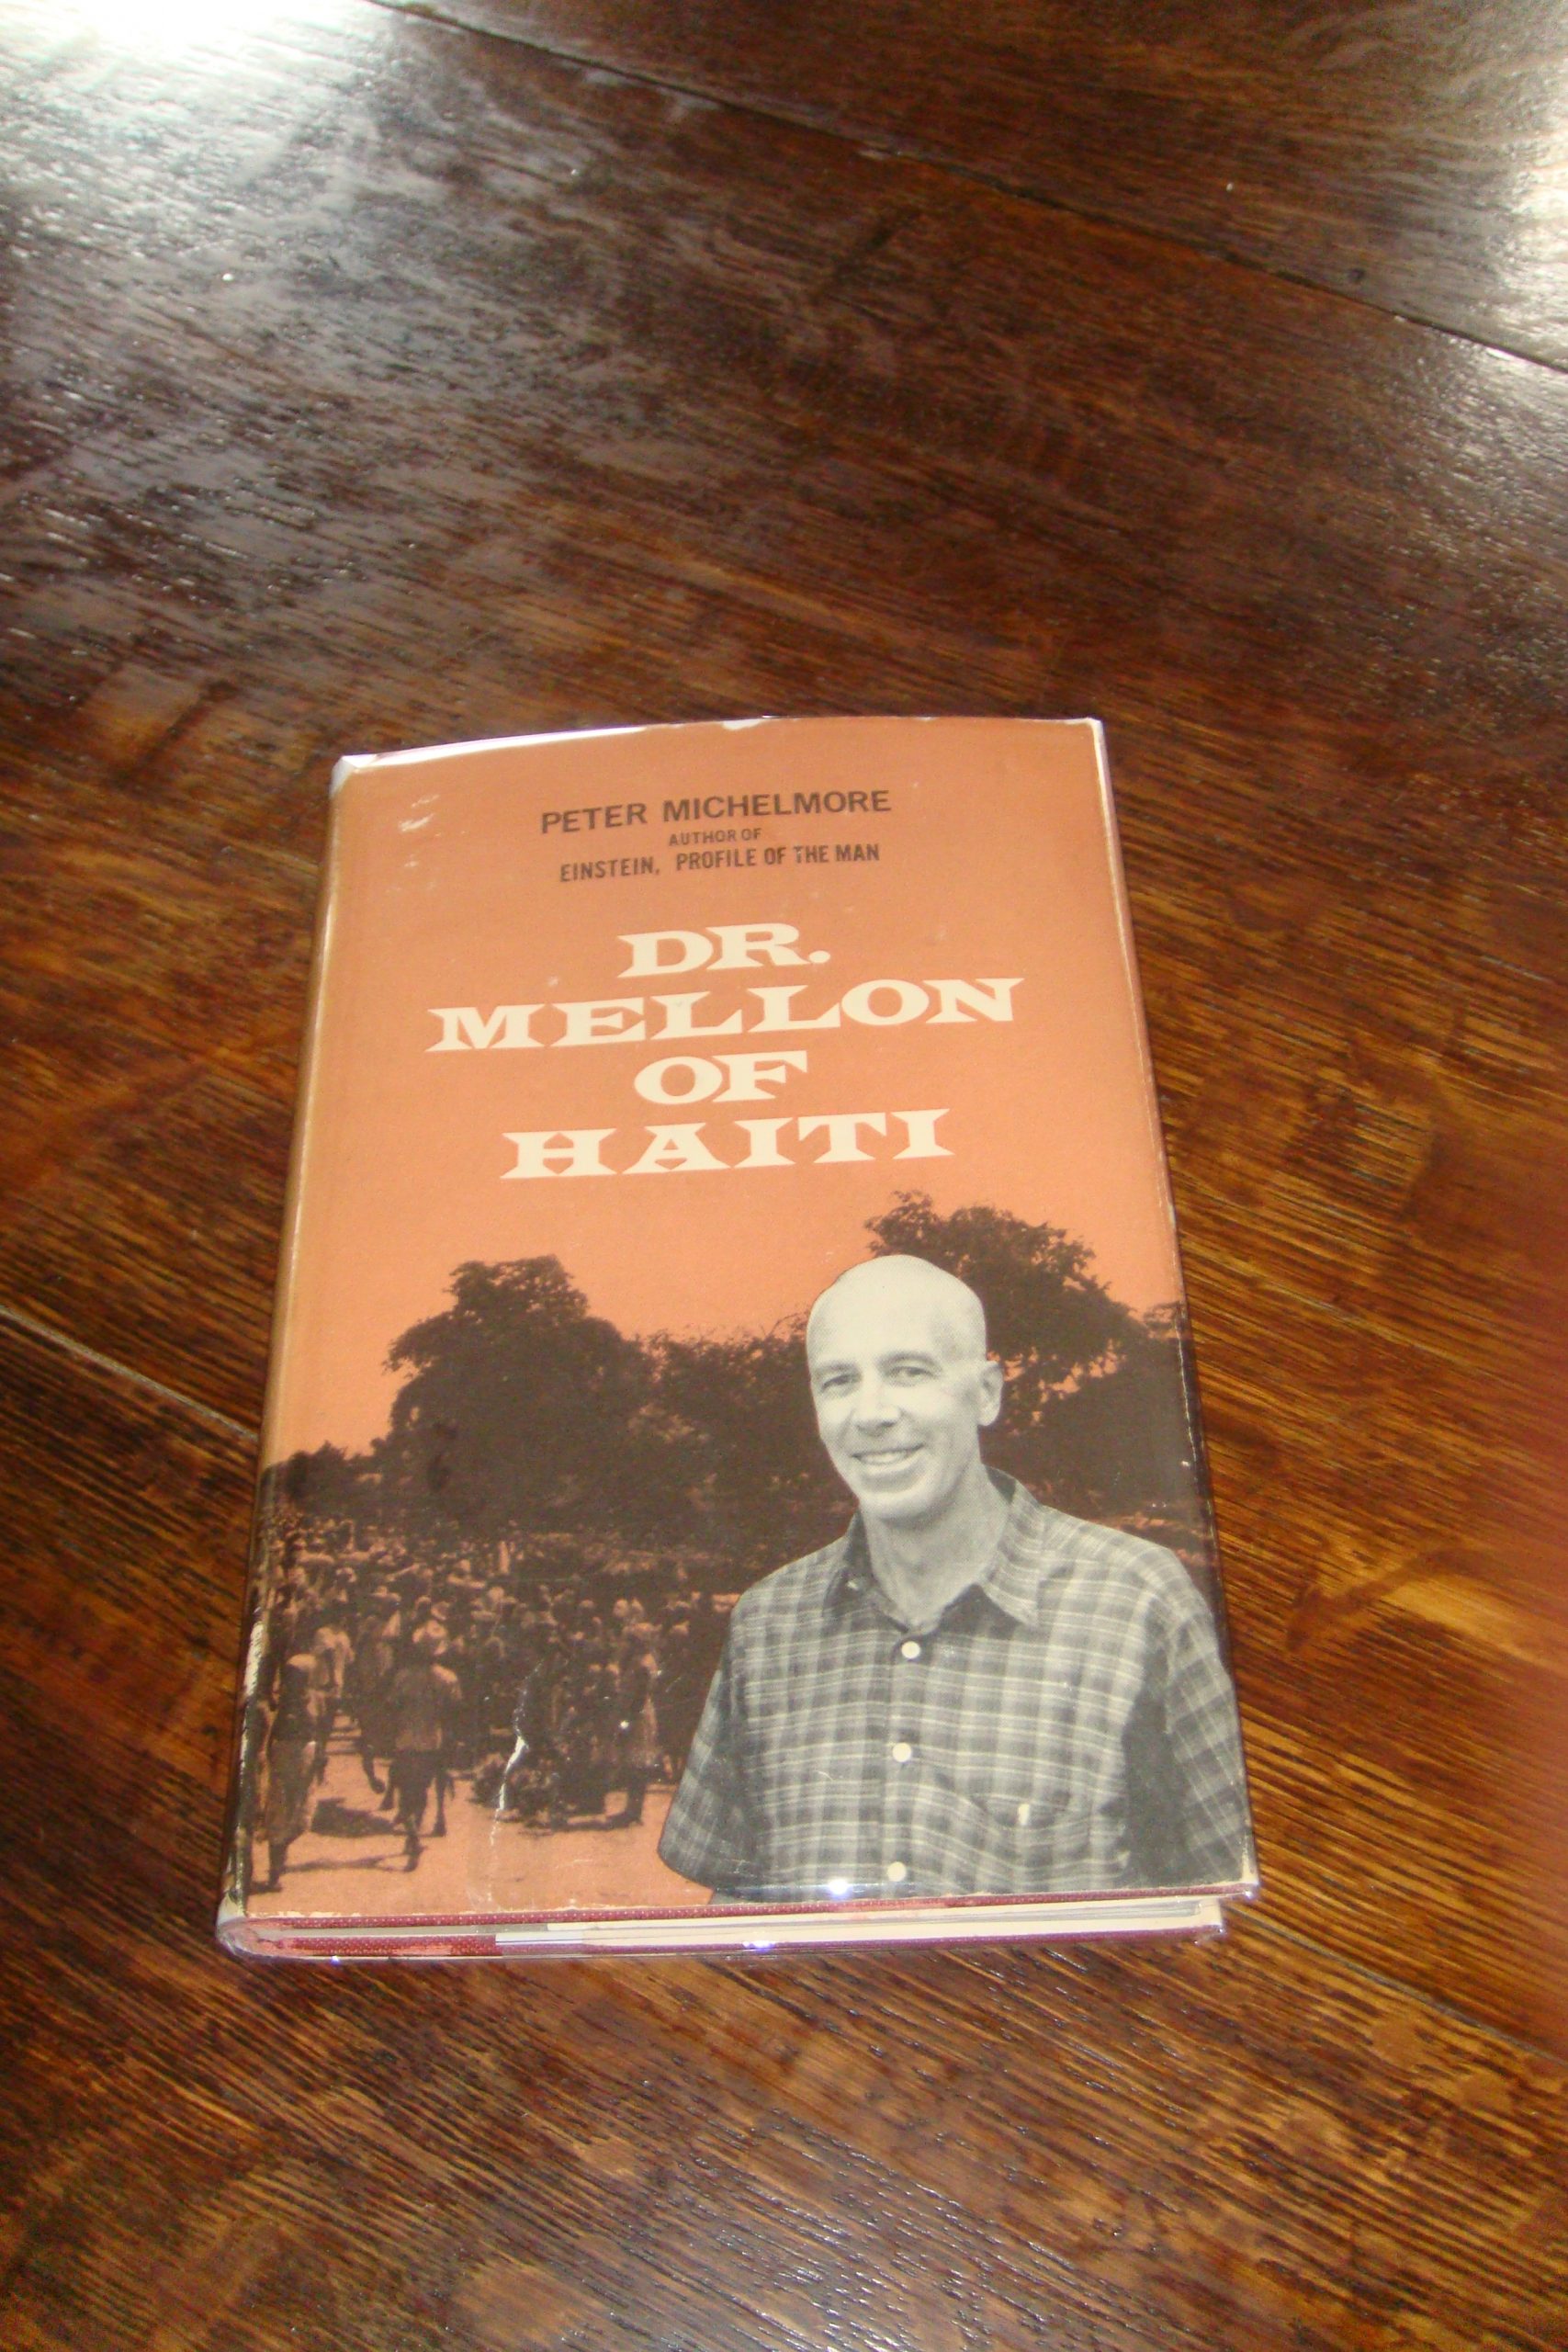 PETER MICHELMORE
AUTHOR OF
EINSTEIN, PROFILE OF THE MAN
DR.
MELLON
OF
HAITI